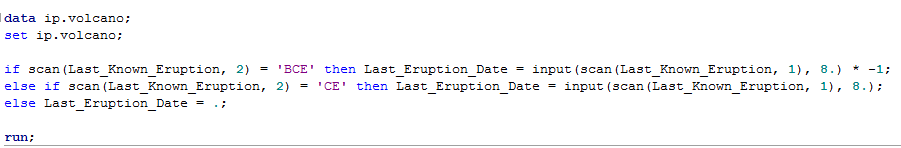 data ip.volcano;
set ip.volcano;
if scan(Last_Known_Eruption, 2) = 'BCE' then Last_Eruption_Date = input(scan(Last_Known_Eruption, 1), 8.) * -1;
else if scan(Last_Known_Eruption, 2) = 'CE' then Last_Eruption_Date = input(scan(Last_Known_Eruption, 1), 8.);
else Last_Eruption_Date = .;
run;